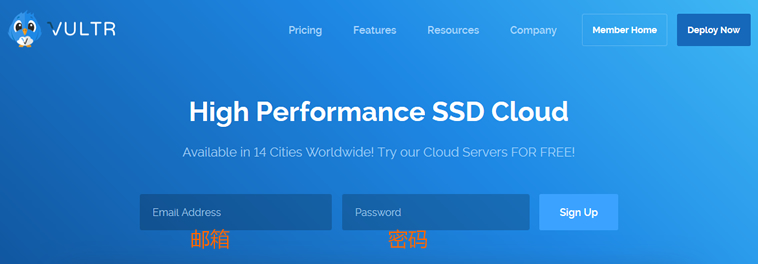 VULTR Pricing Features Resources Company Member Home Deploy Now
High Performance SSD Cloud
Available in 14 Cities Worldwide! Try our Cloud Servers FOR FREE!
Email Address Password Sign Up
邮箱 密码